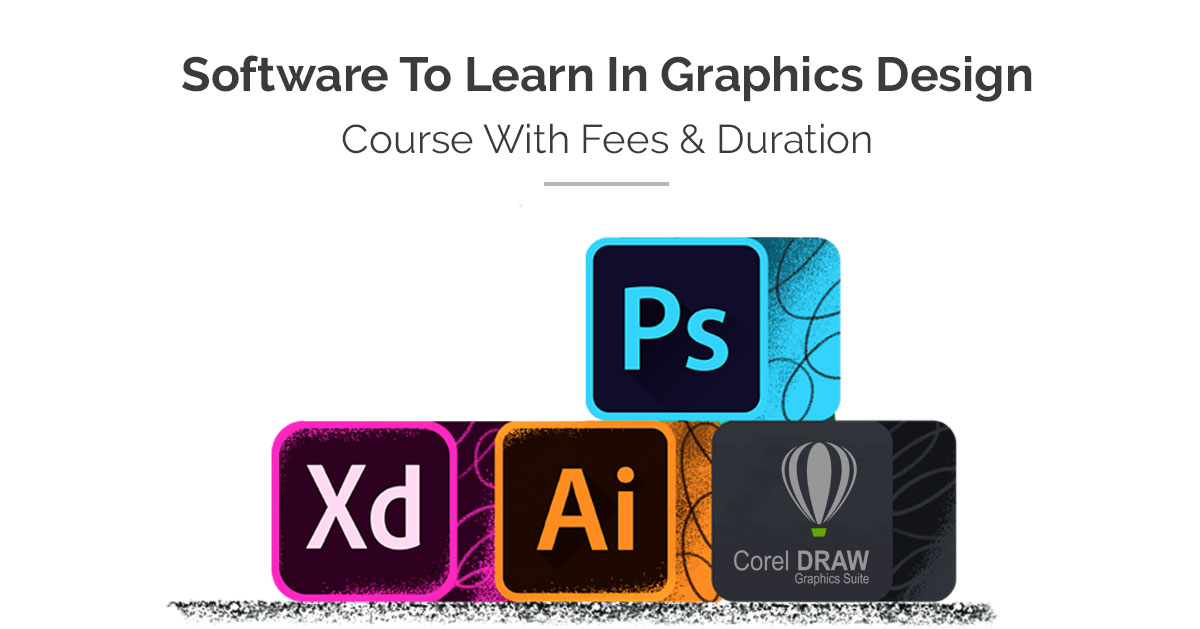 Software To Learn In Graphics Design
Course With Fees & Duration
Ps
Xd
Ai
Corel DRAW
Graphics Suite